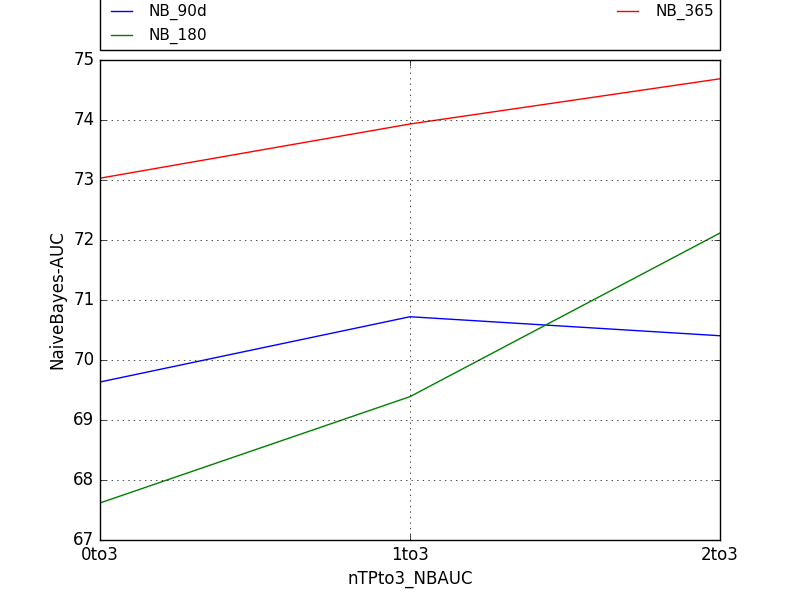 NB_90d
NB_180
NB_365
75
74
73
72
71
70
69
68
67
NaiveBayes-AUC
0to3
1to3
2to3
nTPto3_NBAUC